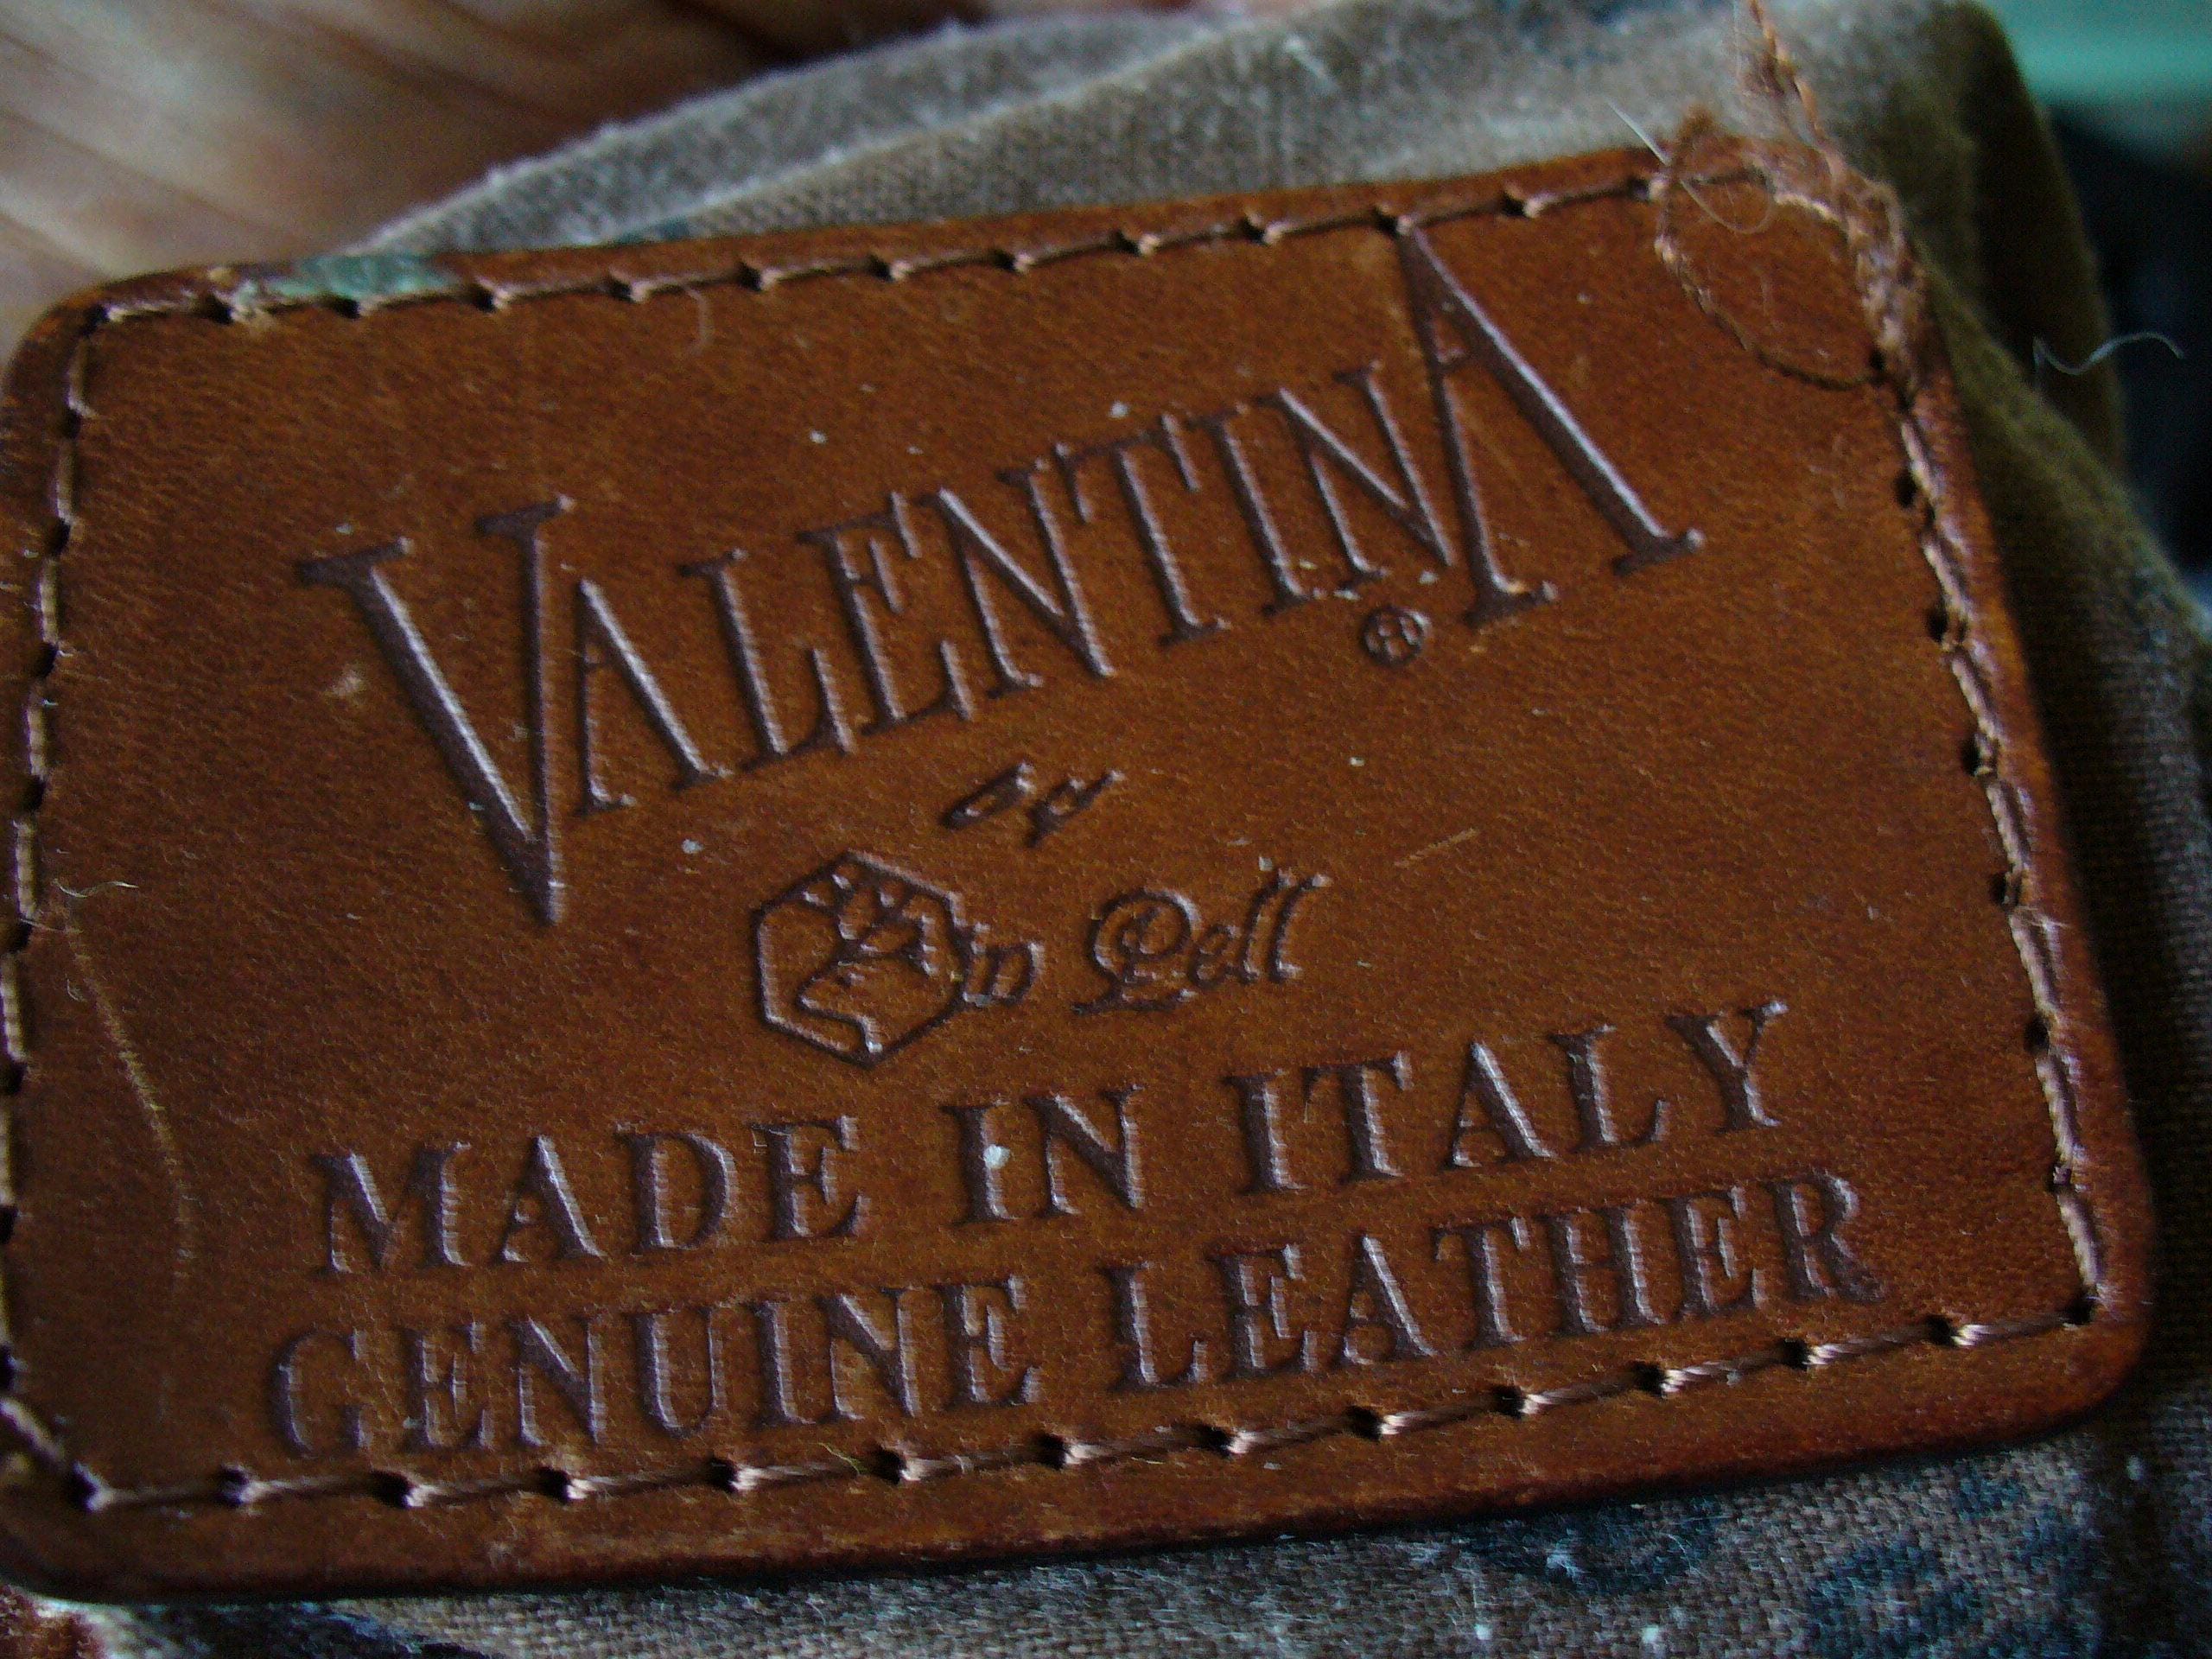 VALENTINA
®
by
in Pell
MADE IN ITALY
GENUINE LEATHER